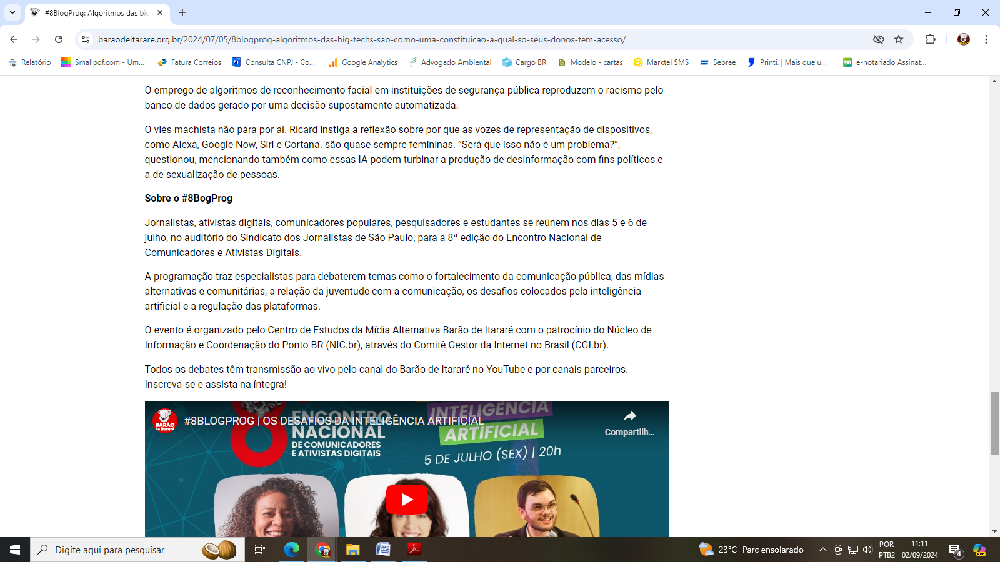 #8BlogProg: Algoritmos das big
baraodeitarare.org.br/2024/07/05/8blogprog-algoritmos-das-big-techs-sao-como-uma-constituicao-a-qual-so-seus-donos-tem-acesso/
Relatório
Smallpdf.com - Um...
Fatura Correios
Consulta CNPJ - Co...
Google Analytics
Advogado Ambiental
Cargo BR
Modelo - cartas
Marktel SMS
Sebrae
Printi. | Mais que u...
en
e-notariado Assinat...
O emprego de algoritmos de reconhecimento facial em instituições de segurança pública reproduzem o racismo pelo
banco de dados gerado por uma decisão supostamente automatizada.
O viés machista não pára por aí. Ricard instiga a reflexão sobre por que as vozes de representação de dispositivos,
como Alexa, Google Now, Siri e Cortana. são quase sempre femininas. “Será que isso não é um problema?”,
questionou, mencionando também como essas IA podem turbinar a produção de desinformação com fins políticos e
a de sexualização de pessoas.
Sobre o #8BogProg
Jornalistas, ativistas digitais, comunicadores populares, pesquisadores e estudantes se reúnem nos dias 5 e 6 de
julho, no auditório do Sindicato dos Jornalistas de São Paulo, para a 8ª edição do Encontro Nacional de
Comunicadores e Ativistas Digitais.
A programação traz especialistas para debaterem temas como o fortalecimento da comunicação pública, das mídias
alternativas e comunitárias, a relação da juventude com a comunicação, os desafios colocados pela inteligência
artificial e a regulação das plataformas.
O evento é organizado pelo Centro de Estudos da Mídia Alternativa Barão de Itararé com o patrocínio do Núcleo de
Informação e Coordenação do Ponto BR (NIC.br), através do Comitê Gestor da Internet no Brasil (CGI.br).
Todos os debates têm transmissão ao vivo pelo canal do Barão de Itararé no YouTube e por canais parceiros.
Inscreva-se e assista na íntegra!
BARÃO
de Itararé
#8BLOGPROG | OS DESAFIOS DA INTELIGÊNCIA ARTIFICIAL
Compartilh...
8
ENCONTRO
NACIONAL
DE COMUNICADORES
E ATIVISTAS DIGITAIS
INTELIGÊNCIA
ARTIFICIAL
5 DE JULHO (SEX) | 20h
Digite aqui para pesquisar
23°C Parc ensolarado
POR
PTB2
11:11
02/09/2024
4
PRE